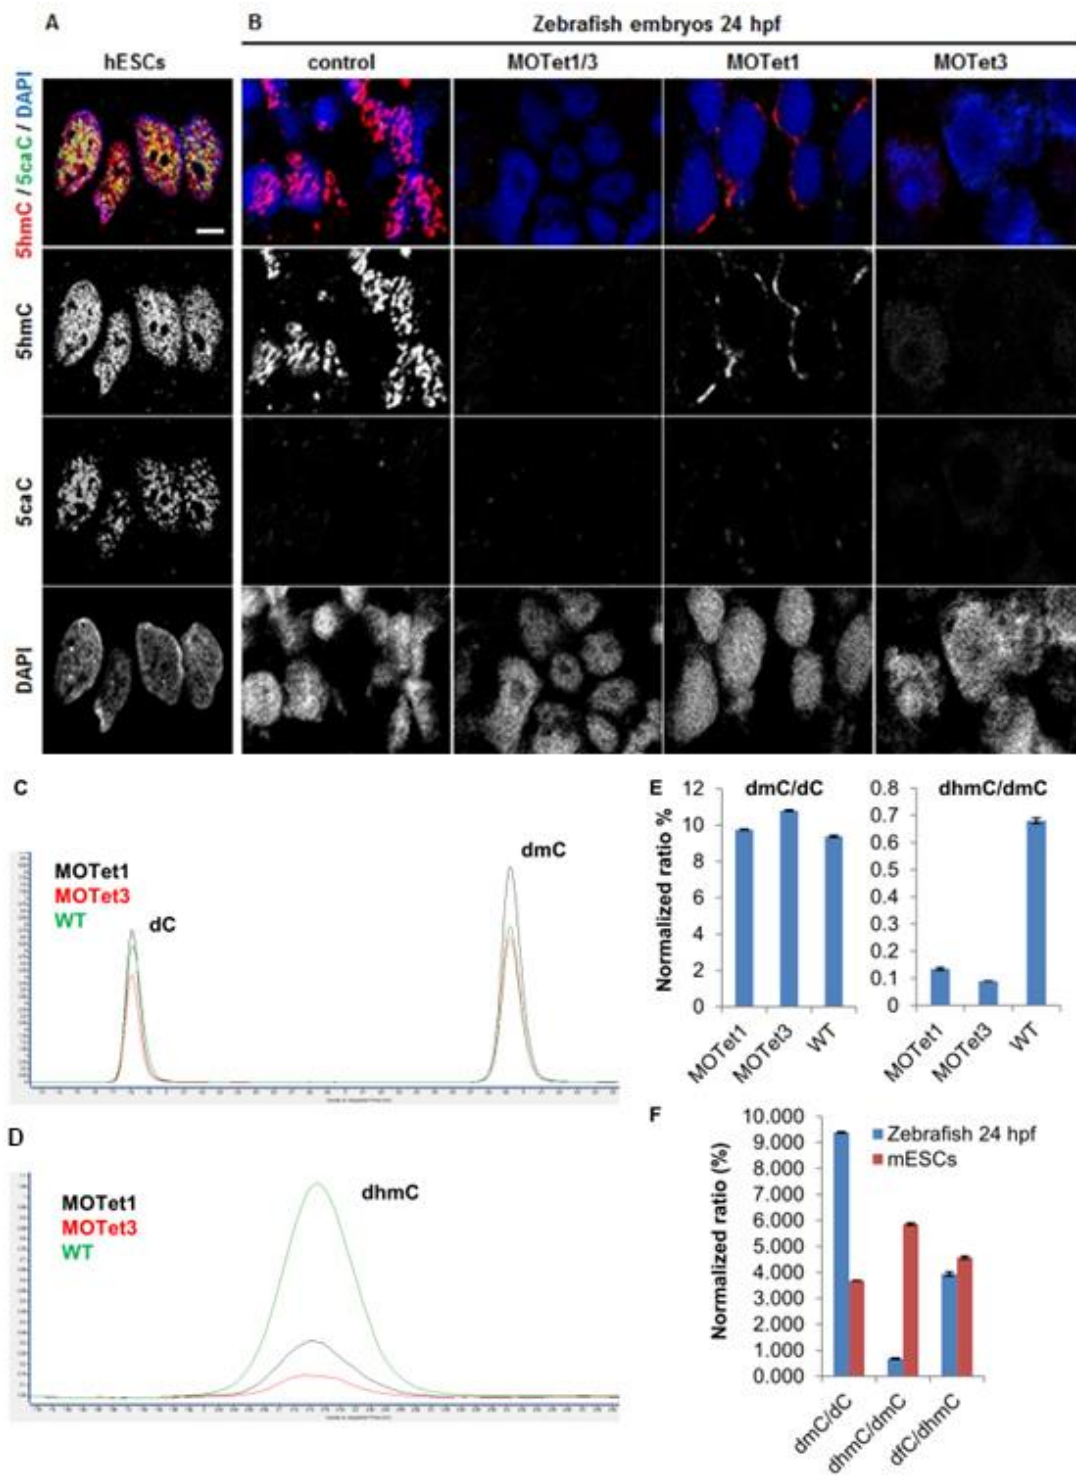 A
B
Zebrafish embryos 24 hpf
hESCs
control
MOTet1/3
MOTet1
MOTet3
5hmC / 5caC / DAPI
5hmC
5caC
DAPI
C
MOTet1
MOTet3
WT
dC
dmC
D
MOTet1
MOTet3
WT
dhmC
E
dmC/dC
dhmC/dmC
Normalized ratio %
12
10
8
6
4
2
0
MOTet1
MOTet3
WT
0.8
0.7
0.6
0.5
0.4
0.3
0.2
0.1
0
MOTet1
MOTet3
WT
F
Normalized ratio (%)
10.000
9.000
8.000
7.000
6.000
5.000
4.000
3.000
2.000
1.000
0.000
Zebrafish 24 hpf
mESCs
dmC/dC
dhmC/dmC
dfC/dhmC